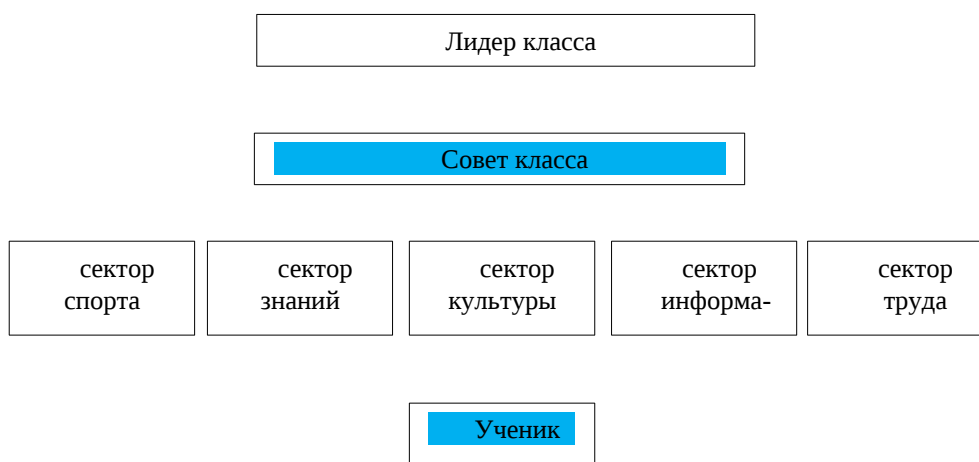 Лидер класса
Совет класса
сектор
спорта
сектор
знаний
сектор
культуры
сектор
информа-
сектор
труда
Ученик